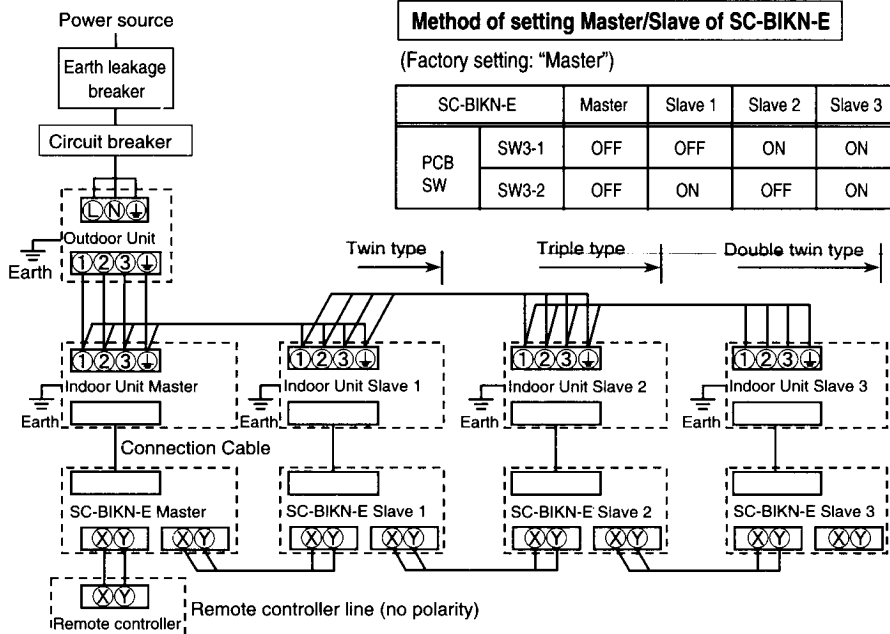 Power source
Earth leakage
breaker
Circuit breaker
L N ⏚
Outdoor Unit
Earth
1 2 3 ⏚
Method of setting Master/Slave of SC-BIKN-E
(Factory setting: “Master”)
SC-BIKN-E Master Slave 1 Slave 2 Slave 3
PCB SW
SW3-1 OFF OFF ON ON
SW3-2 OFF ON OFF ON
Twin type Triple type Double twin type
1 2 3 ⏚ 1 2 3 ⏚ 1 2 3 ⏚ 1 2 3 ⏚
Indoor Unit Master Indoor Unit Slave 1 Indoor Unit Slave 2 Indoor Unit Slave 3
Earth Earth Earth Earth
Connection Cable
SC-BIKN-E Master SC-BIKN-E Slave 1 SC-BIKN-E Slave 2 SC-BIKN-E Slave 3
X Y X Y X Y X Y X Y X Y X Y X Y
X Y
Remote controller
Remote controller line (no polarity)